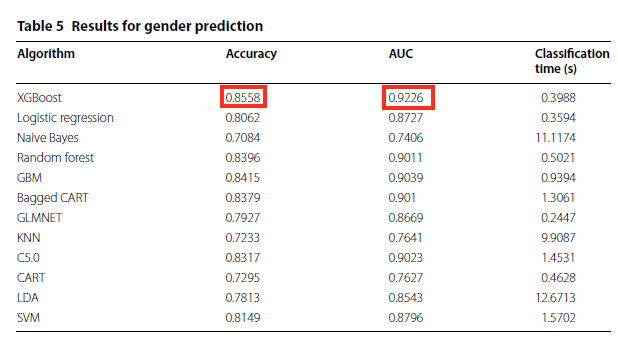 Table 5 Results for gender prediction
Algorithm Accuracy AUC Classification
time (s)
XGBoost 0.8558 0.9226 0.3988
Logistic regression 0.8062 0.8727 0.3594
Naive Bayes 0.7084 0.7406 11.1174
Random forest 0.8396 0.9011 0.5021
GBM 0.8415 0.9039 0.9394
Bagged CART 0.8379 0.901 1.3061
GLMNET 0.7927 0.8669 0.2447
KNN 0.7233 0.7641 9.9087
C5.0 0.8317 0.9023 1.4531
CART 0.7295 0.7627 0.4628
LDA 0.7813 0.8543 12.6713
SVM 0.8149 0.8796 1.5702